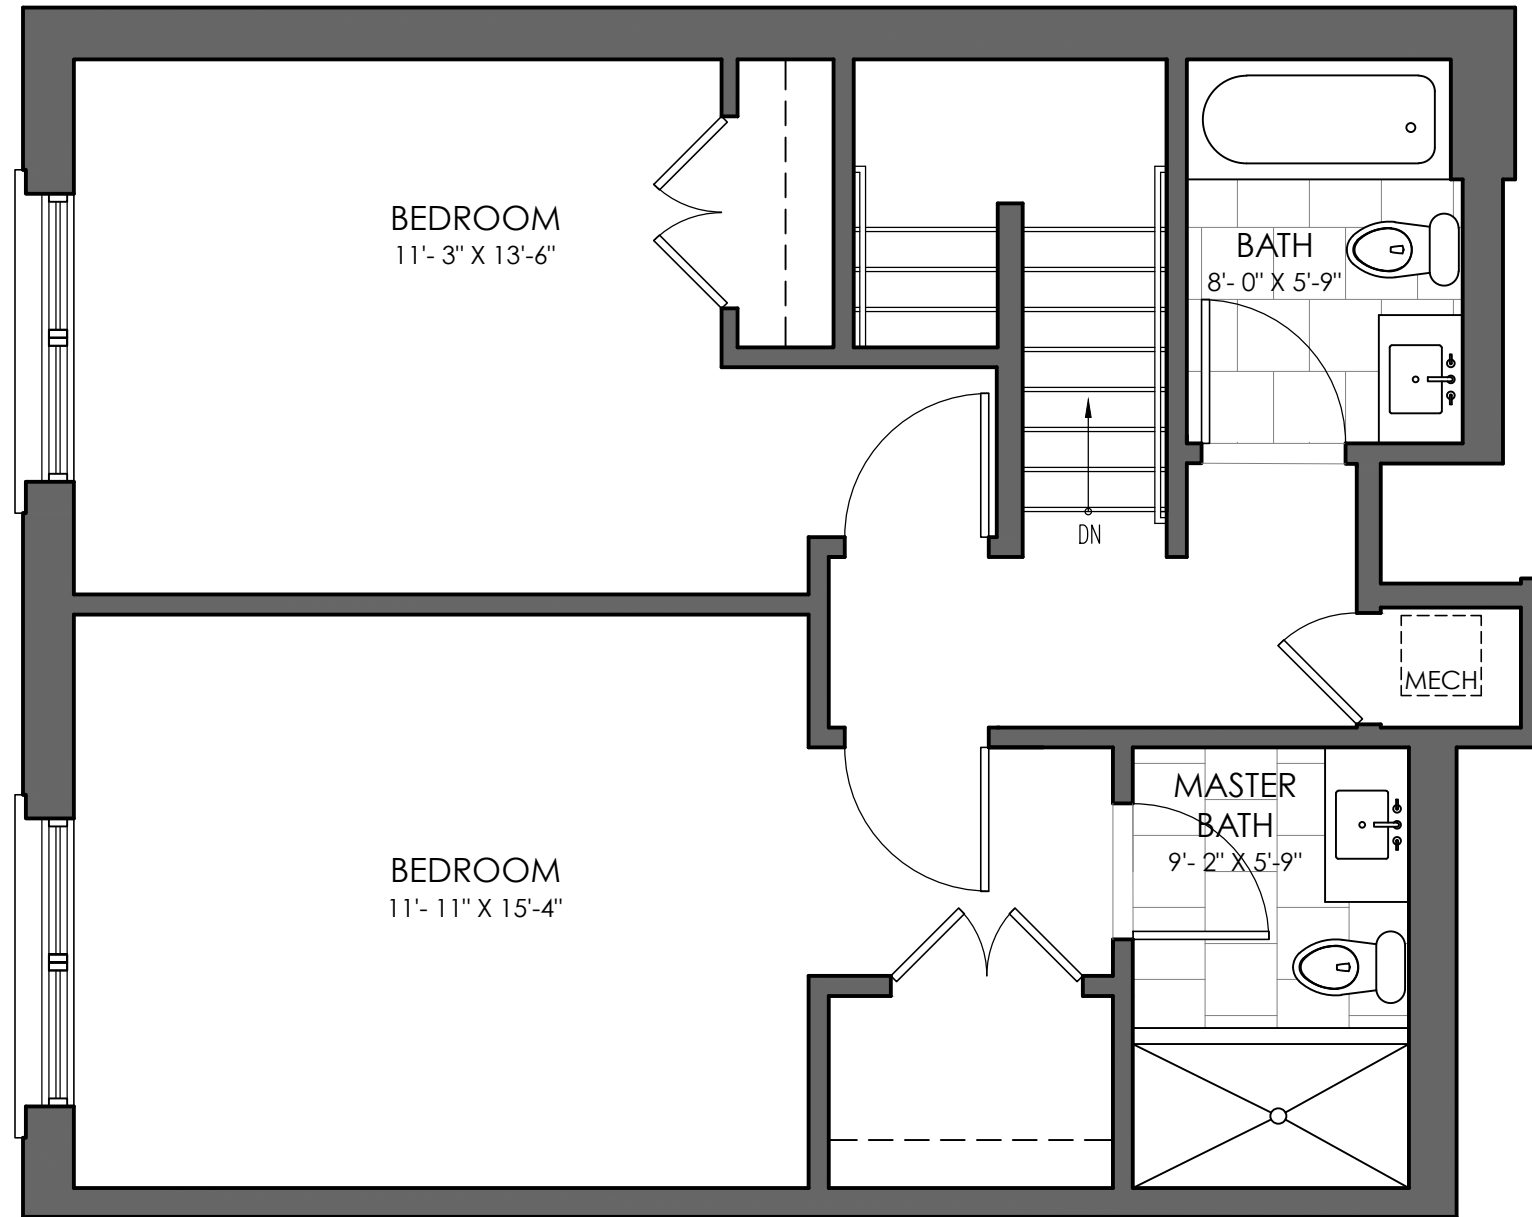 BEDROOM
11'- 3" X 13'-6"
BATH
8'- 0" X 5'-9"
DN
MECH
MASTER
BATH
9'- 2" X 5'-9"
BEDROOM
11'- 11" X 15'-4"